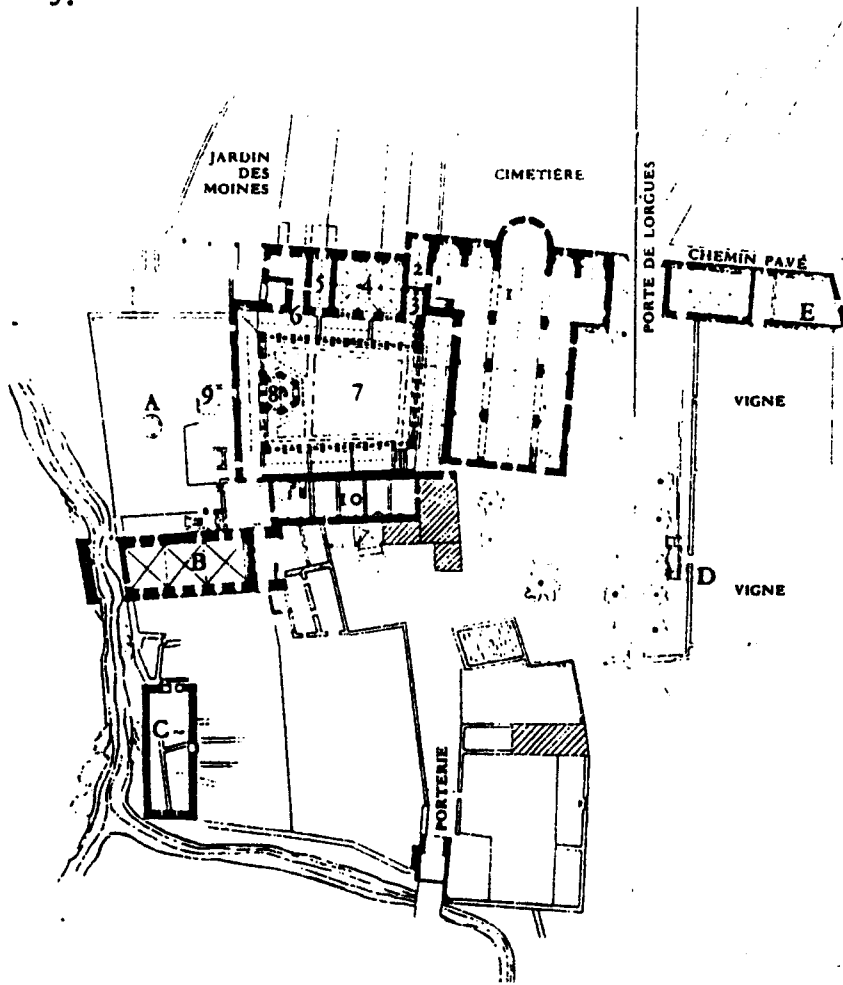 9.
JARDIN
DES
MOINES
CIMETIÈRE
PORTE DE LORGUES
CHEMIN PAVÉ
E
VIGNE
2
5
4
3
1
6
A
9
8
7
10
B
D
VIGNE
C
PORTERIE